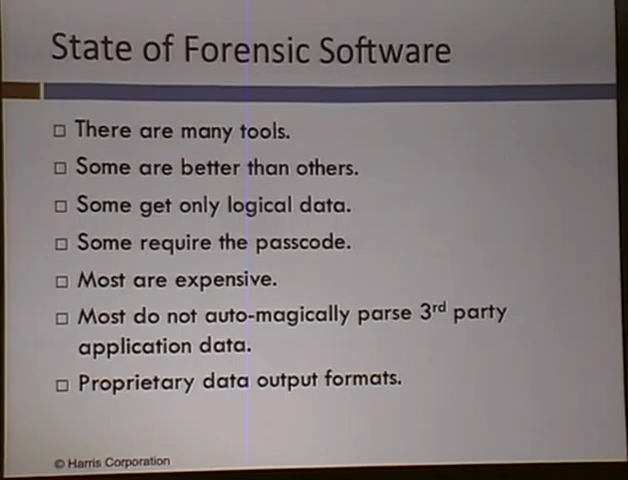 State of Forensic Software
There are many tools.
Some are better than others.
Some get only logical data.
Some require the passcode.
Most are expensive.
Most do not auto-magically parse 3rd party
application data.
Proprietary data output formats.
© Harris Corporation